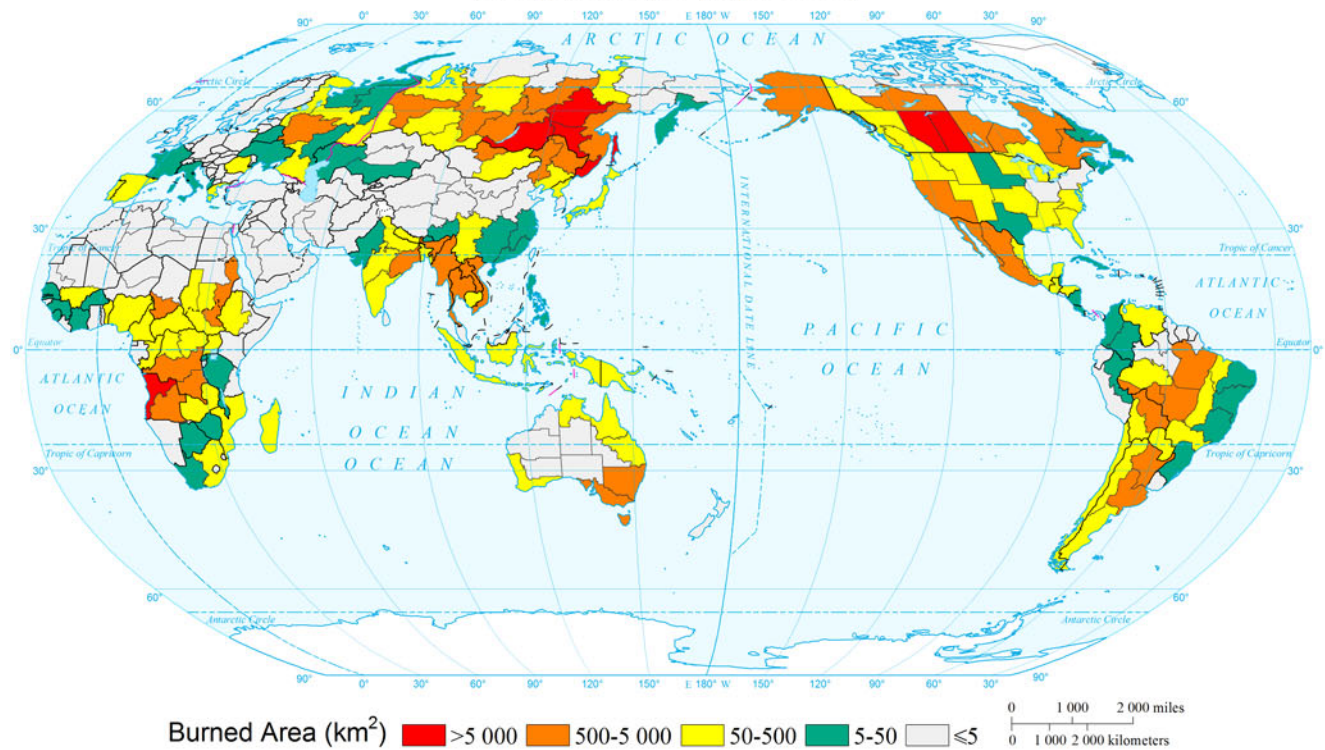 90° 0° 30° 60° 90° 120° 150° E 180° W 150° 120° 90° 60° 30° 90°
ARCTIC OCEAN
Arctic Circle
Arctic Circle
60°
60°
30°
30°
Tropic of Cancer
Tropic of Cancer
INTERNATIONAL DATE LINE
ATLANTIC
OCEAN
PACIFIC
OCEAN
Equator
Equator
0°
0°
ATLANTIC
OCEAN
INDIAN
OCEAN
OCEAN
Tropic of Capricorn
Tropic of Capricorn
30°
30°
60°
60°
Antarctic Circle
Antarctic Circle
90° 0° 30° 60° 90° 120° 150° E 180° W 150° 120° 90° 60° 30° 90°
0 1 000 2 000 miles
0 1 000 2 000 kilometers
Burned Area (km²) >5 000 500-5 000 50-500 5-50 ⩽5